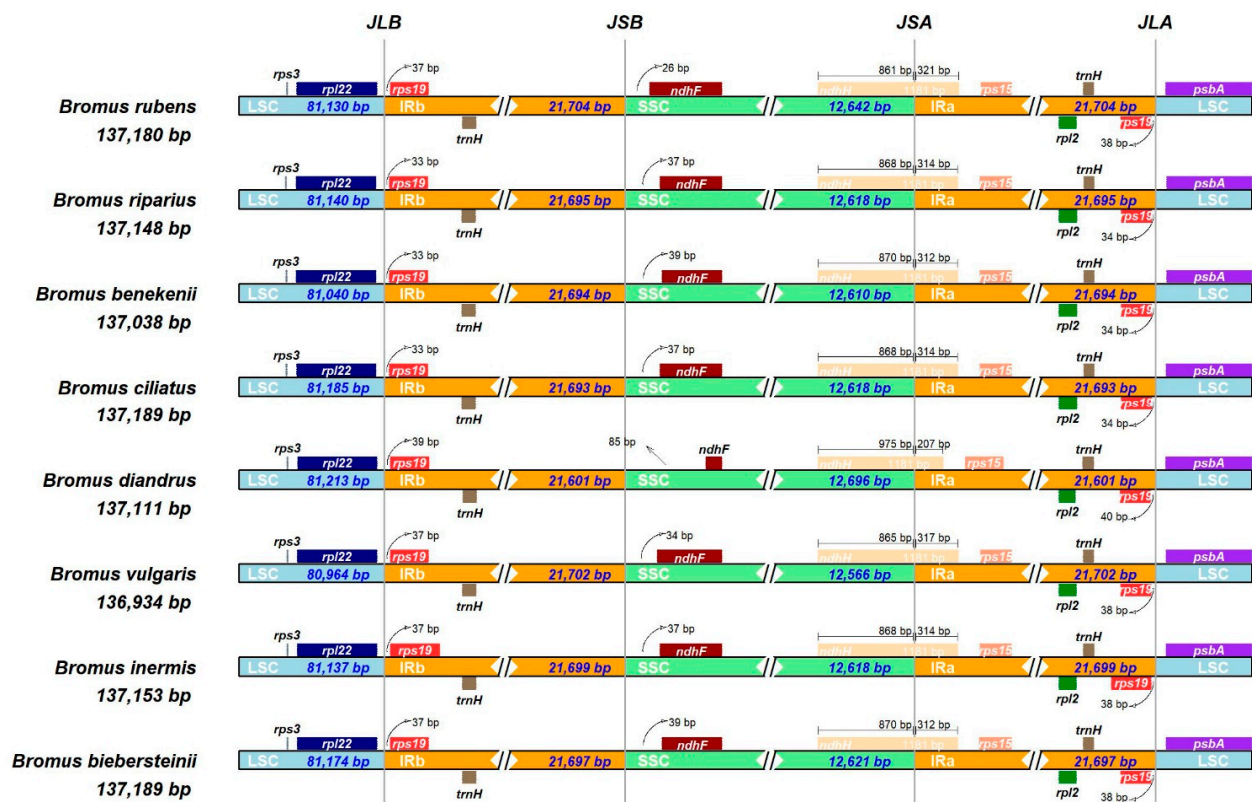 JLB JSB JSA JLA
rps3 37 bp 26 bp 861 bp 321 bp trnH
rpl22 rps19 ndhF ndhH 1181 bp rps15 psbA
Bromus rubens LSC 81,130 bp IRb 21,704 bp SSC 12,642 bp IRa 21,704 bp LSC
137,180 bp trnH rpl2 rps19 38 bp
rps3 33 bp 37 bp 868 bp 314 bp trnH
rpl22 rps19 ndhF ndhH 1181 bp rps15 psbA
Bromus riparius LSC 81,140 bp IRb 21,695 bp SSC 12,618 bp IRa 21,695 bp LSC
137,148 bp trnH rpl2 rps19 34 bp
rps3 33 bp 39 bp 870 bp 312 bp trnH
rpl22 rps19 ndhF ndhH 1181 bp rps15 psbA
Bromus benekenii LSC 81,040 bp IRb 21,694 bp SSC 12,610 bp IRa 21,694 bp LSC
137,038 bp trnH rpl2 rps19 34 bp
rps3 33 bp 37 bp 868 bp 314 bp trnH
rpl22 rps19 ndhF ndhH 1181 bp rps15 psbA
Bromus ciliatus LSC 81,185 bp IRb 21,693 bp SSC 12,618 bp IRa 21,693 bp LSC
137,189 bp trnH rpl2 rps19 34 bp
rps3 39 bp 85 bp ndhF 975 bp 207 bp trnH
rpl22 rps19 ndhH 1181 bp rps15 psbA
Bromus diandrus LSC 81,213 bp IRb 21,601 bp SSC 12,696 bp IRa 21,601 bp LSC
137,111 bp trnH rpl2 rps19 40 bp
rps3 37 bp 34 bp 865 bp 317 bp trnH
rpl22 rps19 ndhF ndhH 1181 bp rps15 psbA
Bromus vulgaris LSC 80,964 bp IRb 21,702 bp SSC 12,566 bp IRa 21,702 bp LSC
136,934 bp trnH rpl2 rps19 38 bp
rps3 37 bp 37 bp 868 bp 314 bp trnH
rpl22 rps19 ndhF ndhH 1181 bp rps15 psbA
Bromus inermis LSC 81,137 bp IRb 21,699 bp SSC 12,618 bp IRa 21,699 bp LSC
137,153 bp trnH rpl2 rps19 38 bp
rps3 37 bp 39 bp 870 bp 312 bp trnH
rpl22 rps19 ndhF ndhH 1181 bp rps15 psbA
Bromus biebersteinii LSC 81,174 bp IRb 21,697 bp SSC 12,621 bp IRa 21,697 bp LSC
137,189 bp trnH rpl2 rps19 38 bp